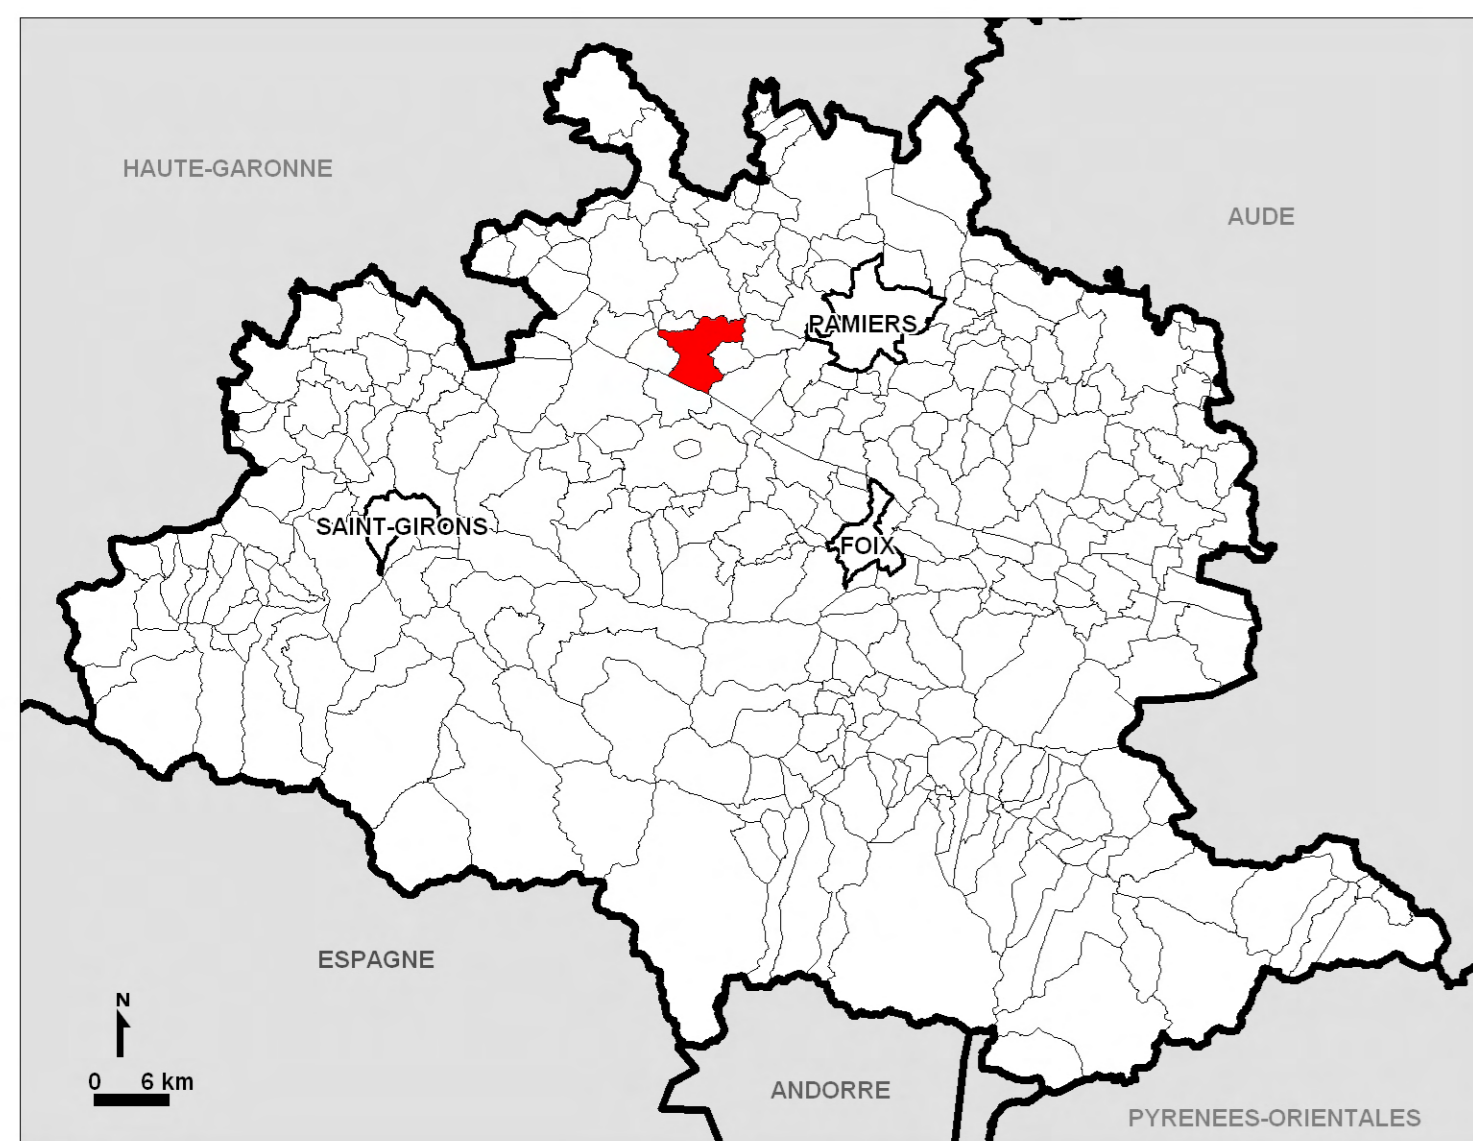 HAUTE-GARONNE
AUDE
PAMIERS
SAINT-GIRONS
FOIX
ESPAGNE
N
0 6 km
ANDORRE
PYRENEES-ORIENTALES